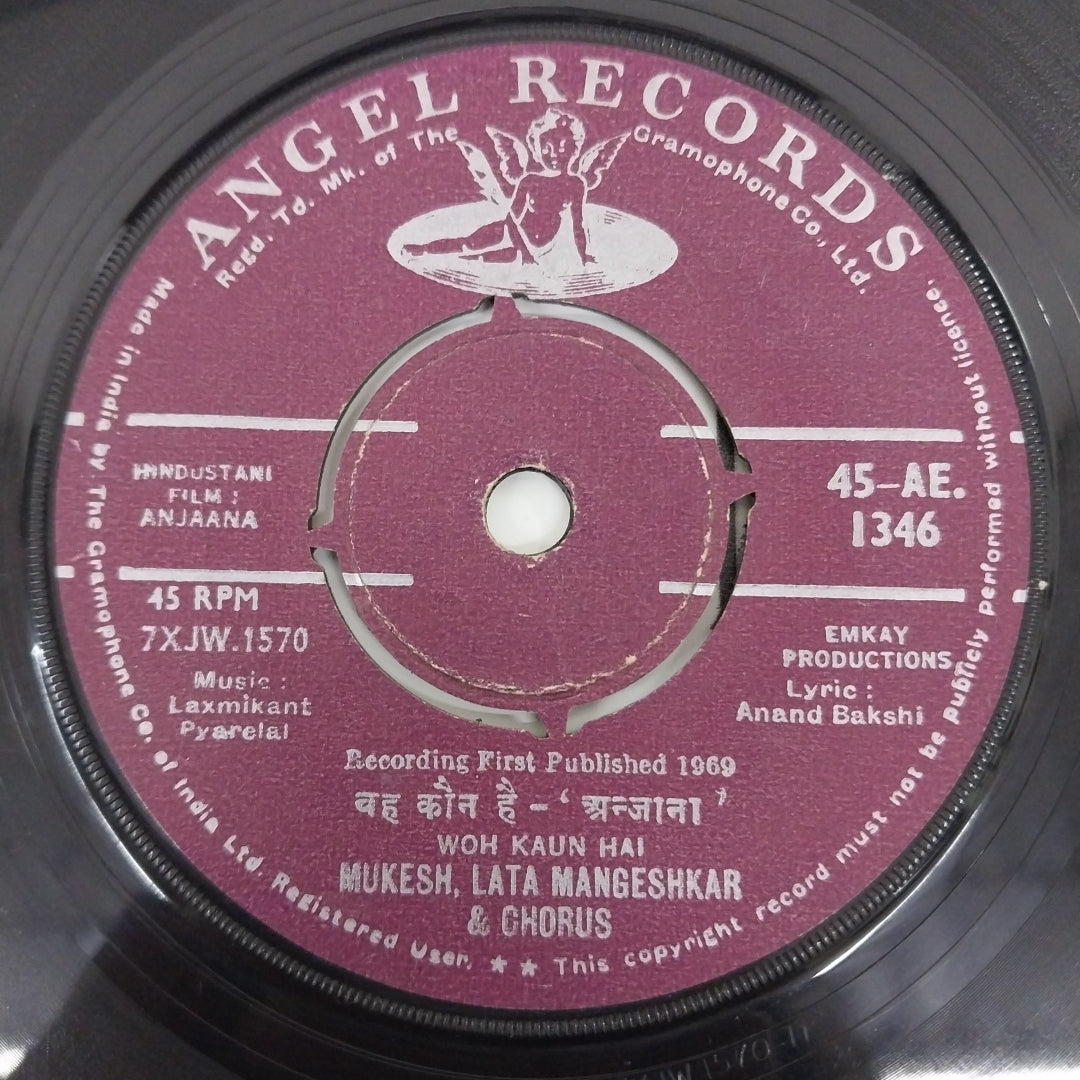 ANGEL RECORDS
Regd. Td. Mk. of The Gramophone Co., Ltd.
HINDUSTANI
FILM :
ANJAANA
45-AE.
1346
45 RPM
7XJW.1570
Music :
Laxmikant
Pyarelal
EMKAY
PRODUCTIONS
Lyric :
Anand Bakshi
Recording First Published 1969
वह कौन है - ‘ अन्जाना ’
WOH KAUN HAI
MUKESH, LATA MANGESHKAR
& CHORUS
Made in India by The Gramophone Co. of India Ltd. Registered User. ★ ★ This copyright record must not be publicly performed without licence.